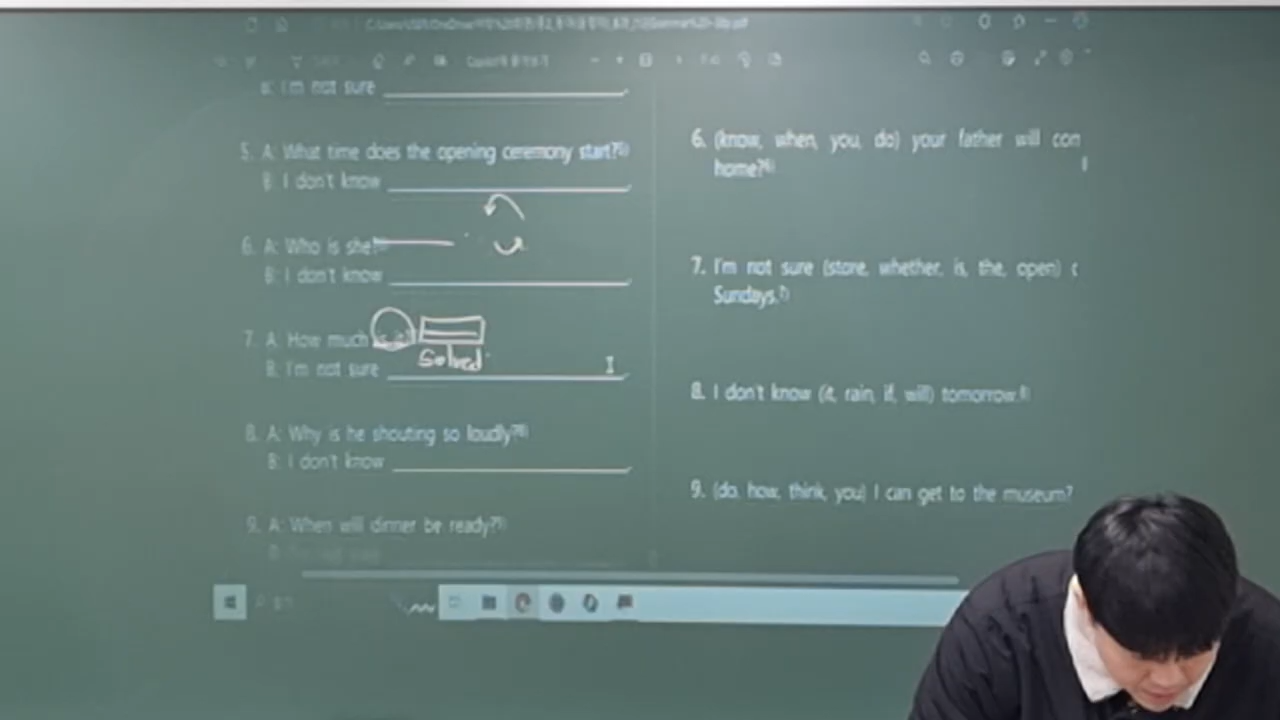 B: I'm not sure
5. A: What time does the opening ceremony start?
B: I don't know
6. A: Who is she?
B: I don't know
7. A: How much is it?
Solved
B: I'm not sure
8. A: Why is he shouting so loudly?
B: I don't know
9. A: When will dinner be ready?
6. (know, when, you, do) your father will com
home?
7. I'm not sure (store, whether, is, the, open)
Sundays.
8. I don't know (it, rain, if, will) tomorrow.
9. (do, how, think, you) I can get to the museum?